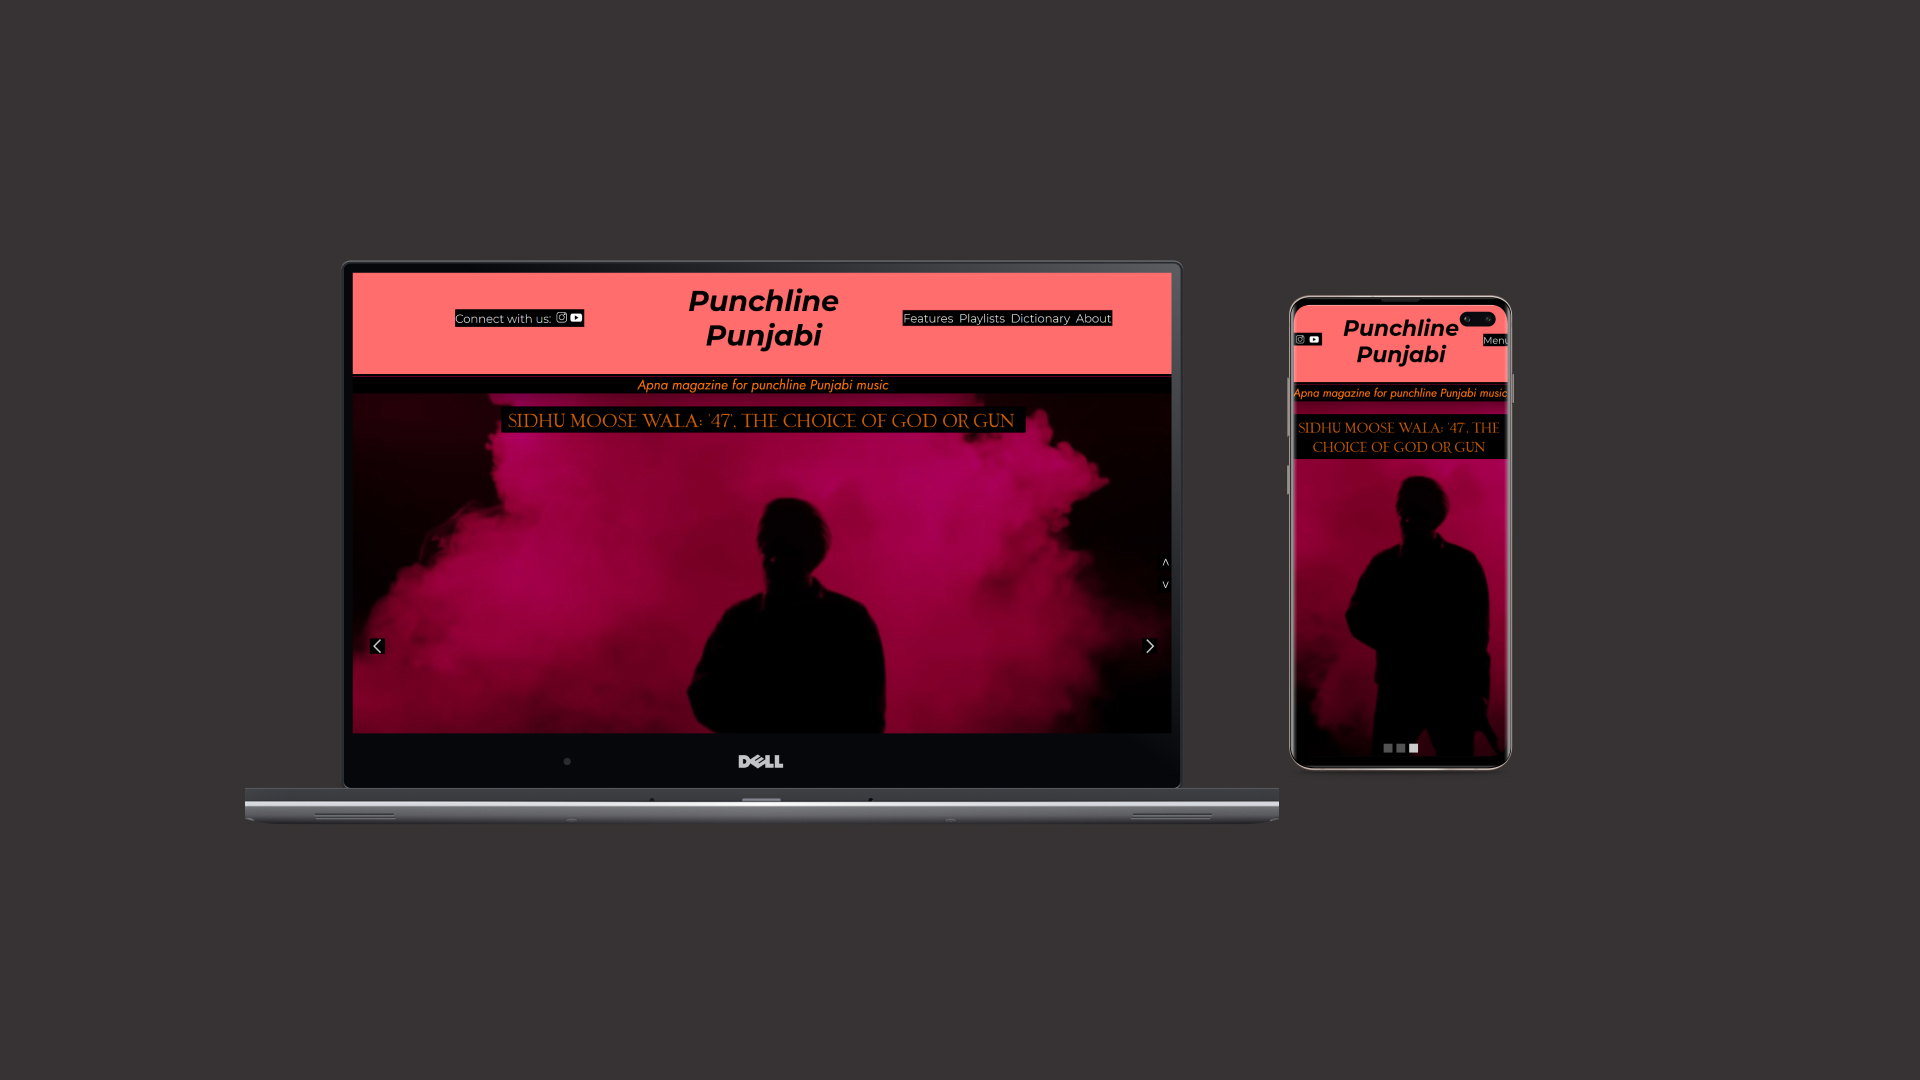 Punchline
Punjabi
Connect with us:
Features Playlists Dictionary About
Apna magazine for punchline Punjabi music
SIDHU MOOSE WALA: '47', THE CHOICE OF GOD OR GUN
DELL
Punchline
Punjabi
Menu
Apna magazine for punchline Punjabi music
SIDHU MOOSE WALA: '47', THE
CHOICE OF GOD OR GUN